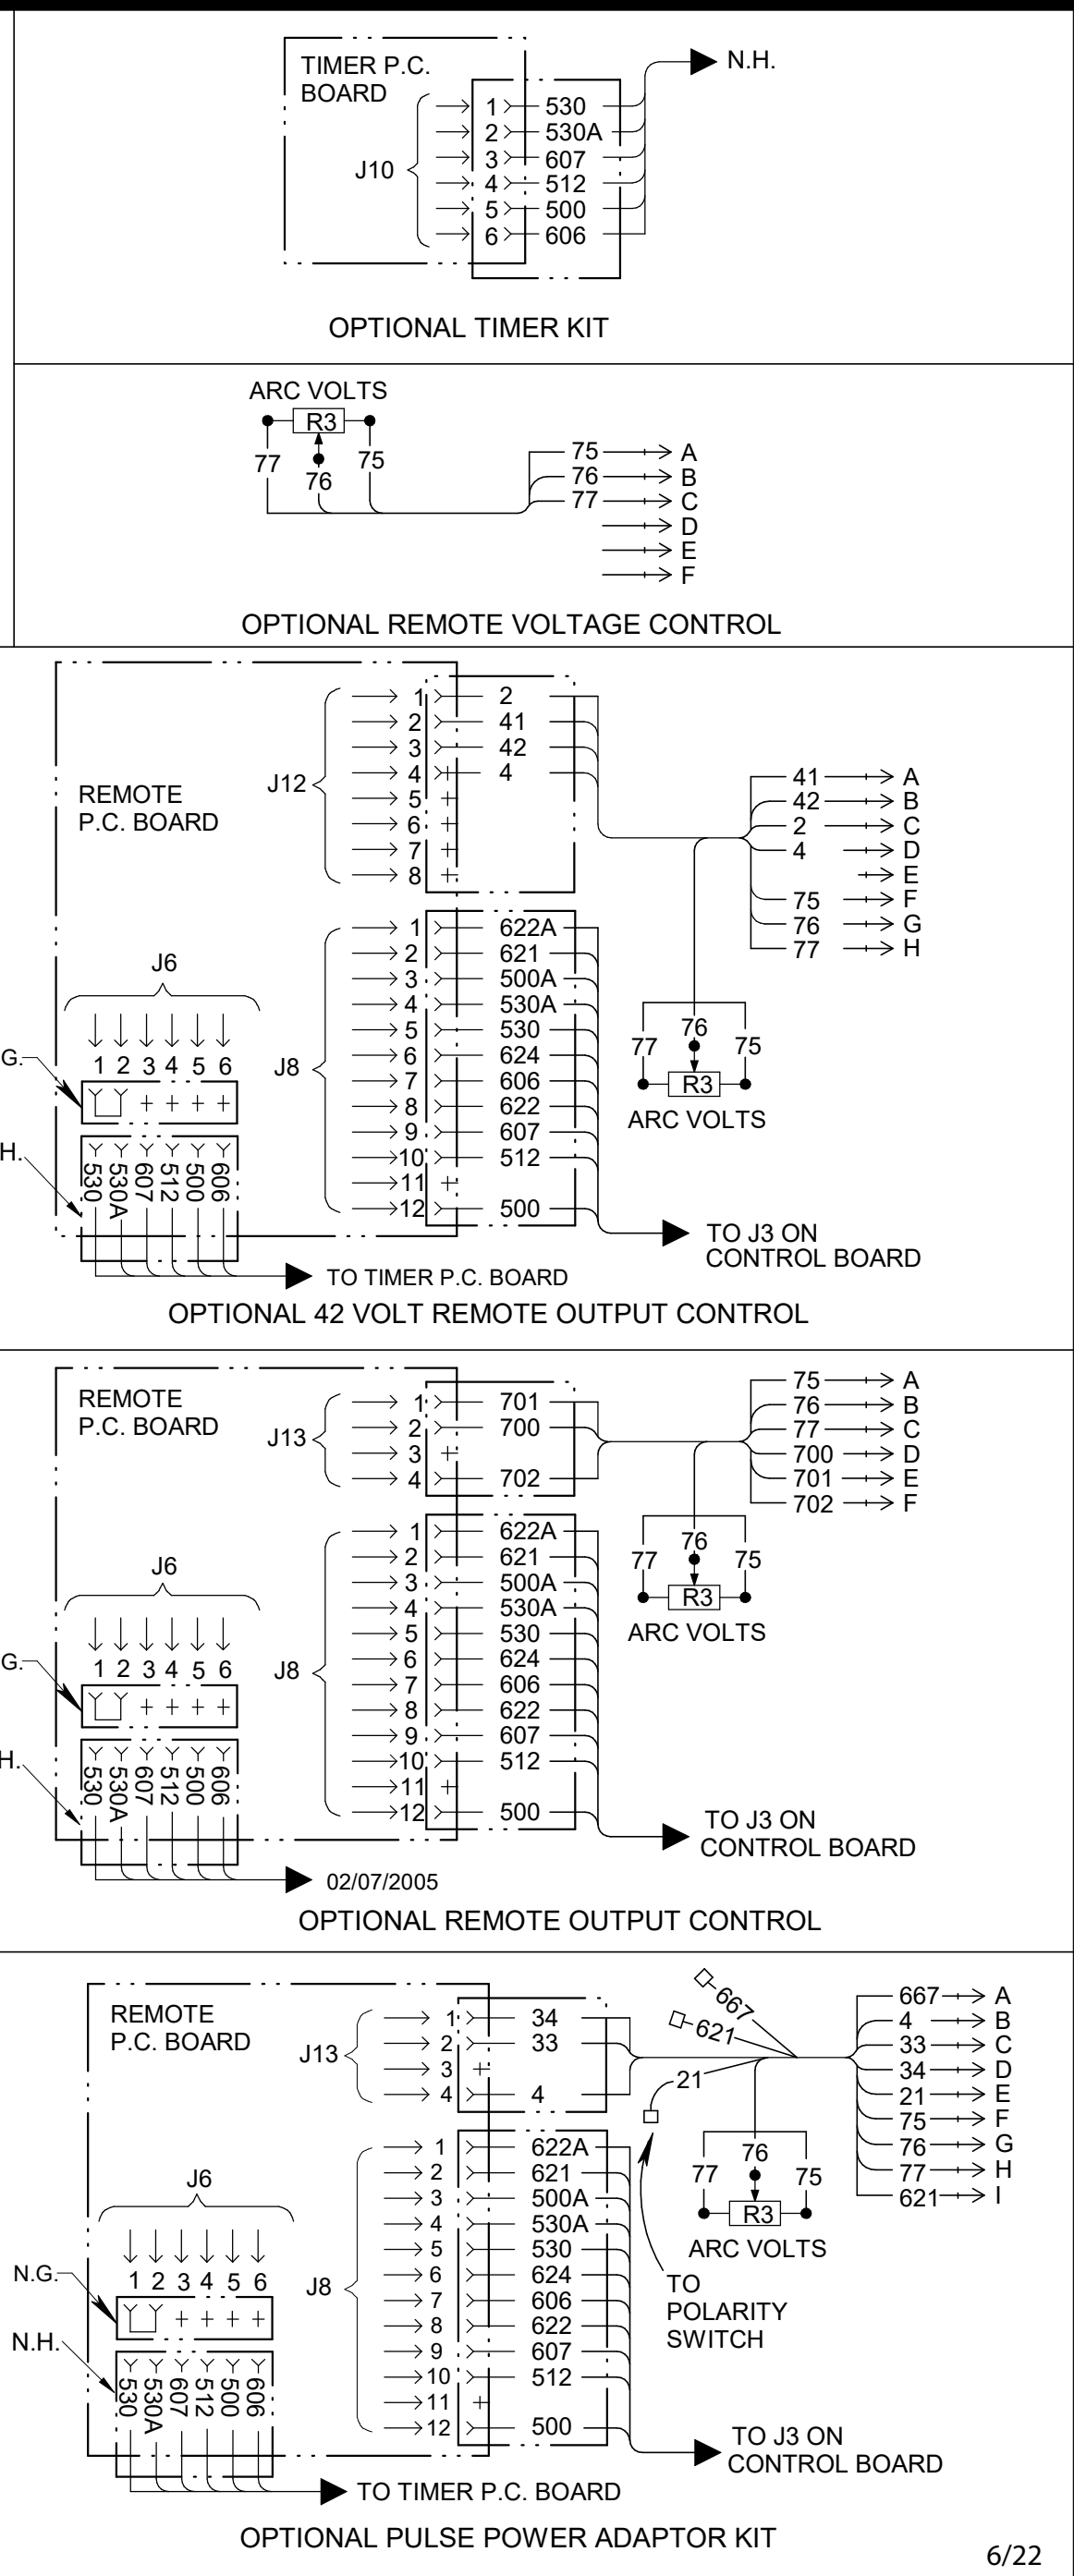 TIMER P.C.
BOARD
N.H.
J10
1 530
2 530A
3 607
4 512
5 500
6 606
OPTIONAL TIMER KIT
ARC VOLTS
R3
77 76 75
75 A
76 B
77 C
D
E
F
OPTIONAL REMOTE VOLTAGE CONTROL
REMOTE
P.C. BOARD
J12
1 2
2 41
3 42
4 4
5
6
7
8
41 A
42 B
2 C
4 D
E
75 F
76 G
77 H
J8
1 622A
2 621
3 500A
4 530A
5 530
6 624
7 606
8 622
9 607
10 512
11
12 500
77 76 75
R3
ARC VOLTS
J6
1 2 3 4 5 6
G.
H.
530 530A 607 512 500 606
TO J3 ON
CONTROL BOARD
TO TIMER P.C. BOARD
OPTIONAL 42 VOLT REMOTE OUTPUT CONTROL
REMOTE
P.C. BOARD
J13
1 701
2 700
3
4 702
75 A
76 B
77 C
700 D
701 E
702 F
J8
1 622A
2 621
3 500A
4 530A
5 530
6 624
7 606
8 622
9 607
10 512
11
12 500
77 76 75
R3
ARC VOLTS
J6
1 2 3 4 5 6
G.
H.
530 530A 607 512 500 606
TO J3 ON
CONTROL BOARD
02/07/2005
OPTIONAL REMOTE OUTPUT CONTROL
REMOTE
P.C. BOARD
J13
1 34
2 33
3
4 4
667
621
21
667 A
4 B
33 C
34 D
21 E
75 F
76 G
77 H
621 I
J8
1 622A
2 621
3 500A
4 530A
5 530
6 624
7 606
8 622
9 607
10 512
11
12 500
77 76 75
R3
ARC VOLTS
TO
POLARITY
SWITCH
J6
1 2 3 4 5 6
N.G.
N.H.
530 530A 607 512 500 606
TO J3 ON
CONTROL BOARD
TO TIMER P.C. BOARD
OPTIONAL PULSE POWER ADAPTOR KIT
6/22